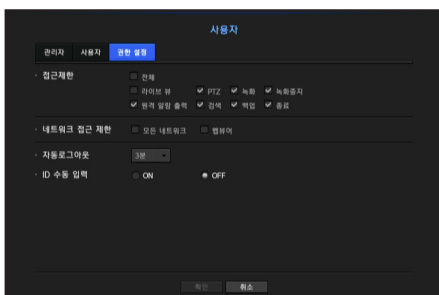 사용자
관리자 사용자 권한 설정
접근제한 전체
라이브 뷰 PTZ 녹화 녹화중지
원격 알람 출력 검색 백업 종료
네트워크 접근 제한 모든 네트워크 웹뷰어
자동로그아웃 3분
ID 수동 입력 ON OFF
확인 취소